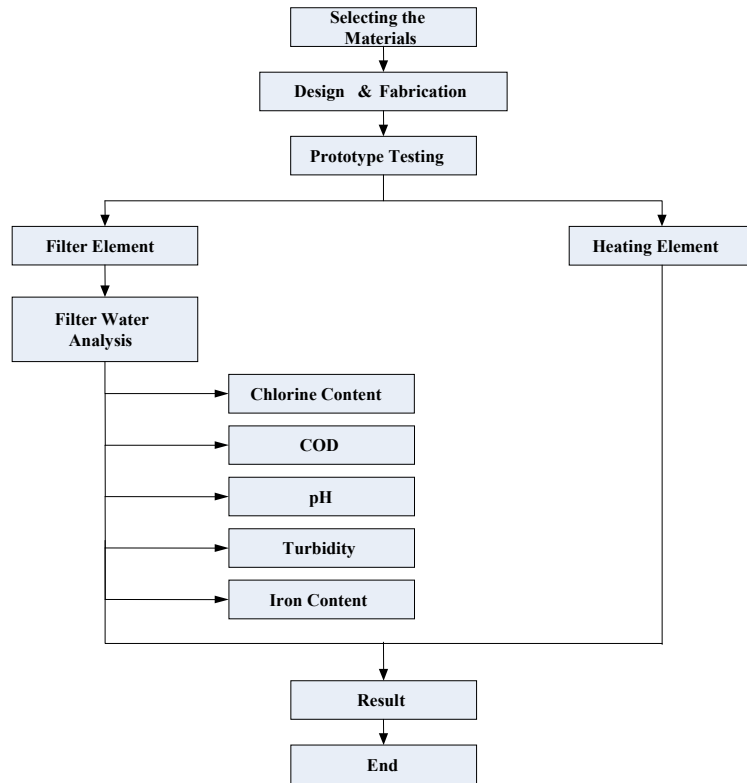 Selecting the
Materials
Design & Fabrication
Prototype Testing
Filter Element
Heating Element
Filter Water
Analysis
Chlorine Content
COD
pH
Turbidity
Iron Content
Result
End